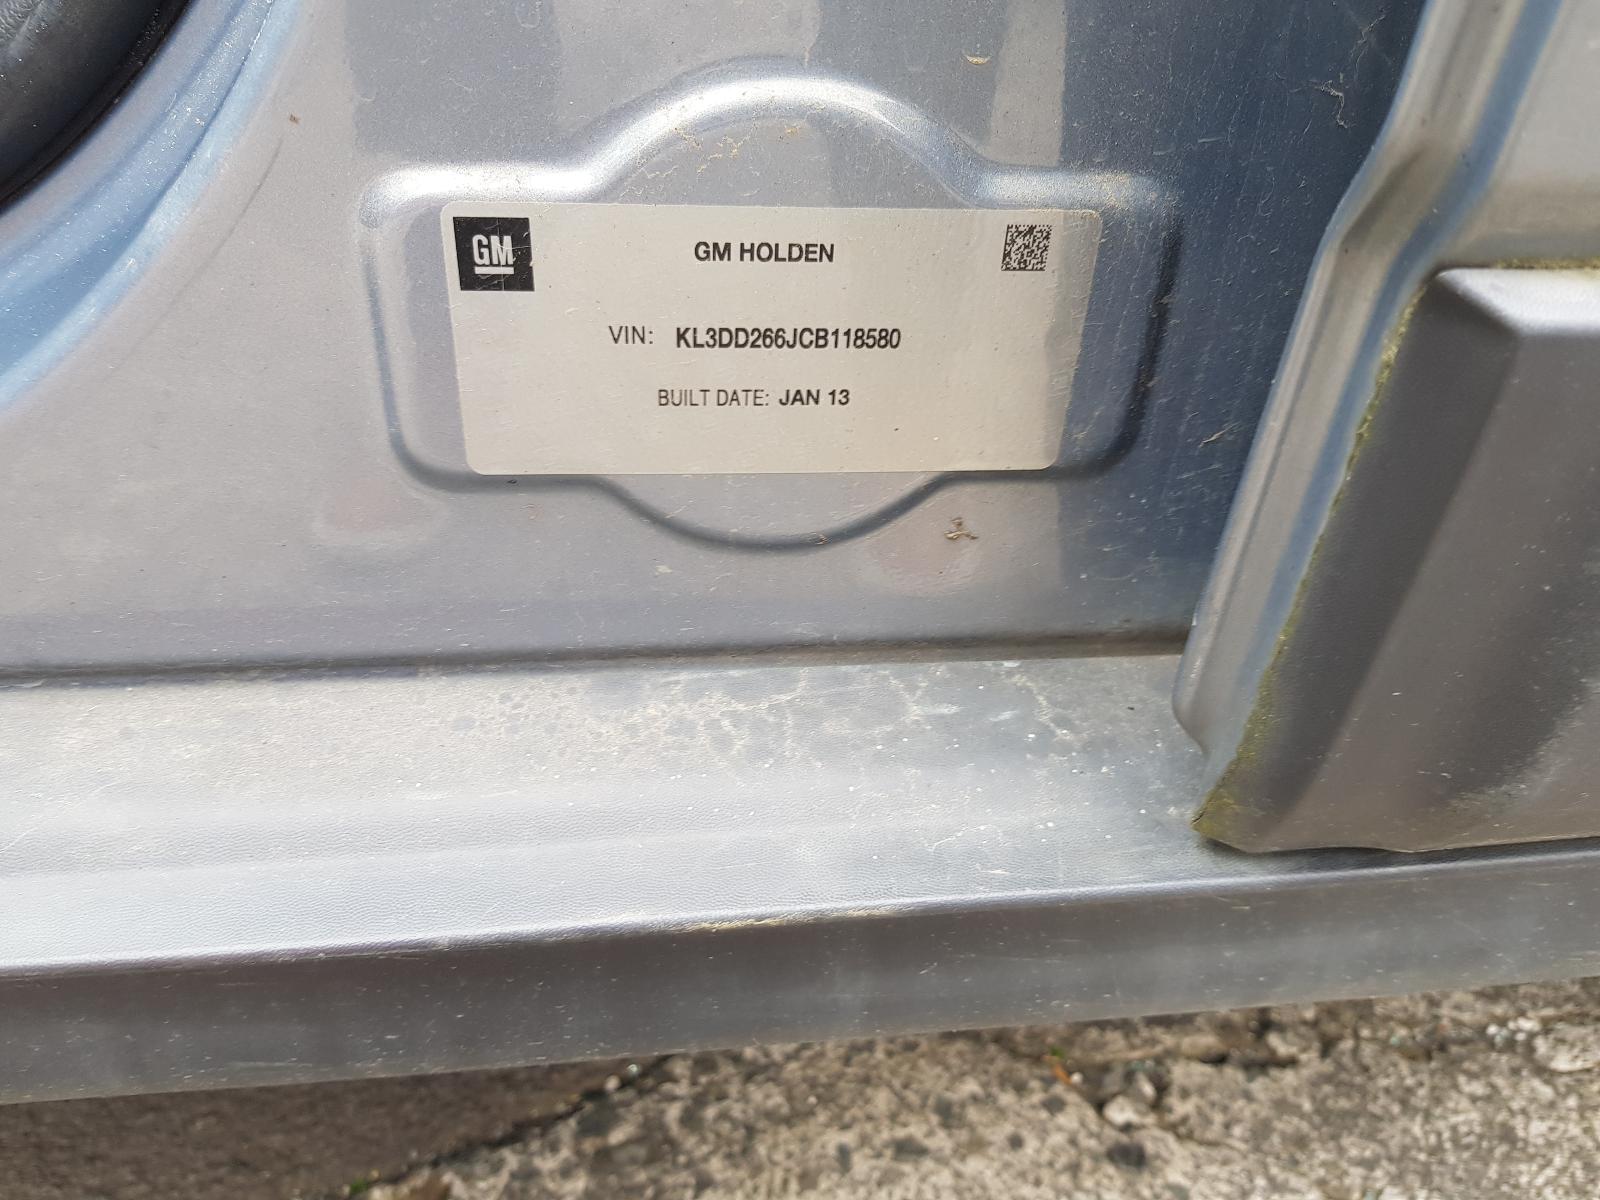 GM
GM HOLDEN
VIN: KL3DD266JCB118580
BUILT DATE: JAN 13